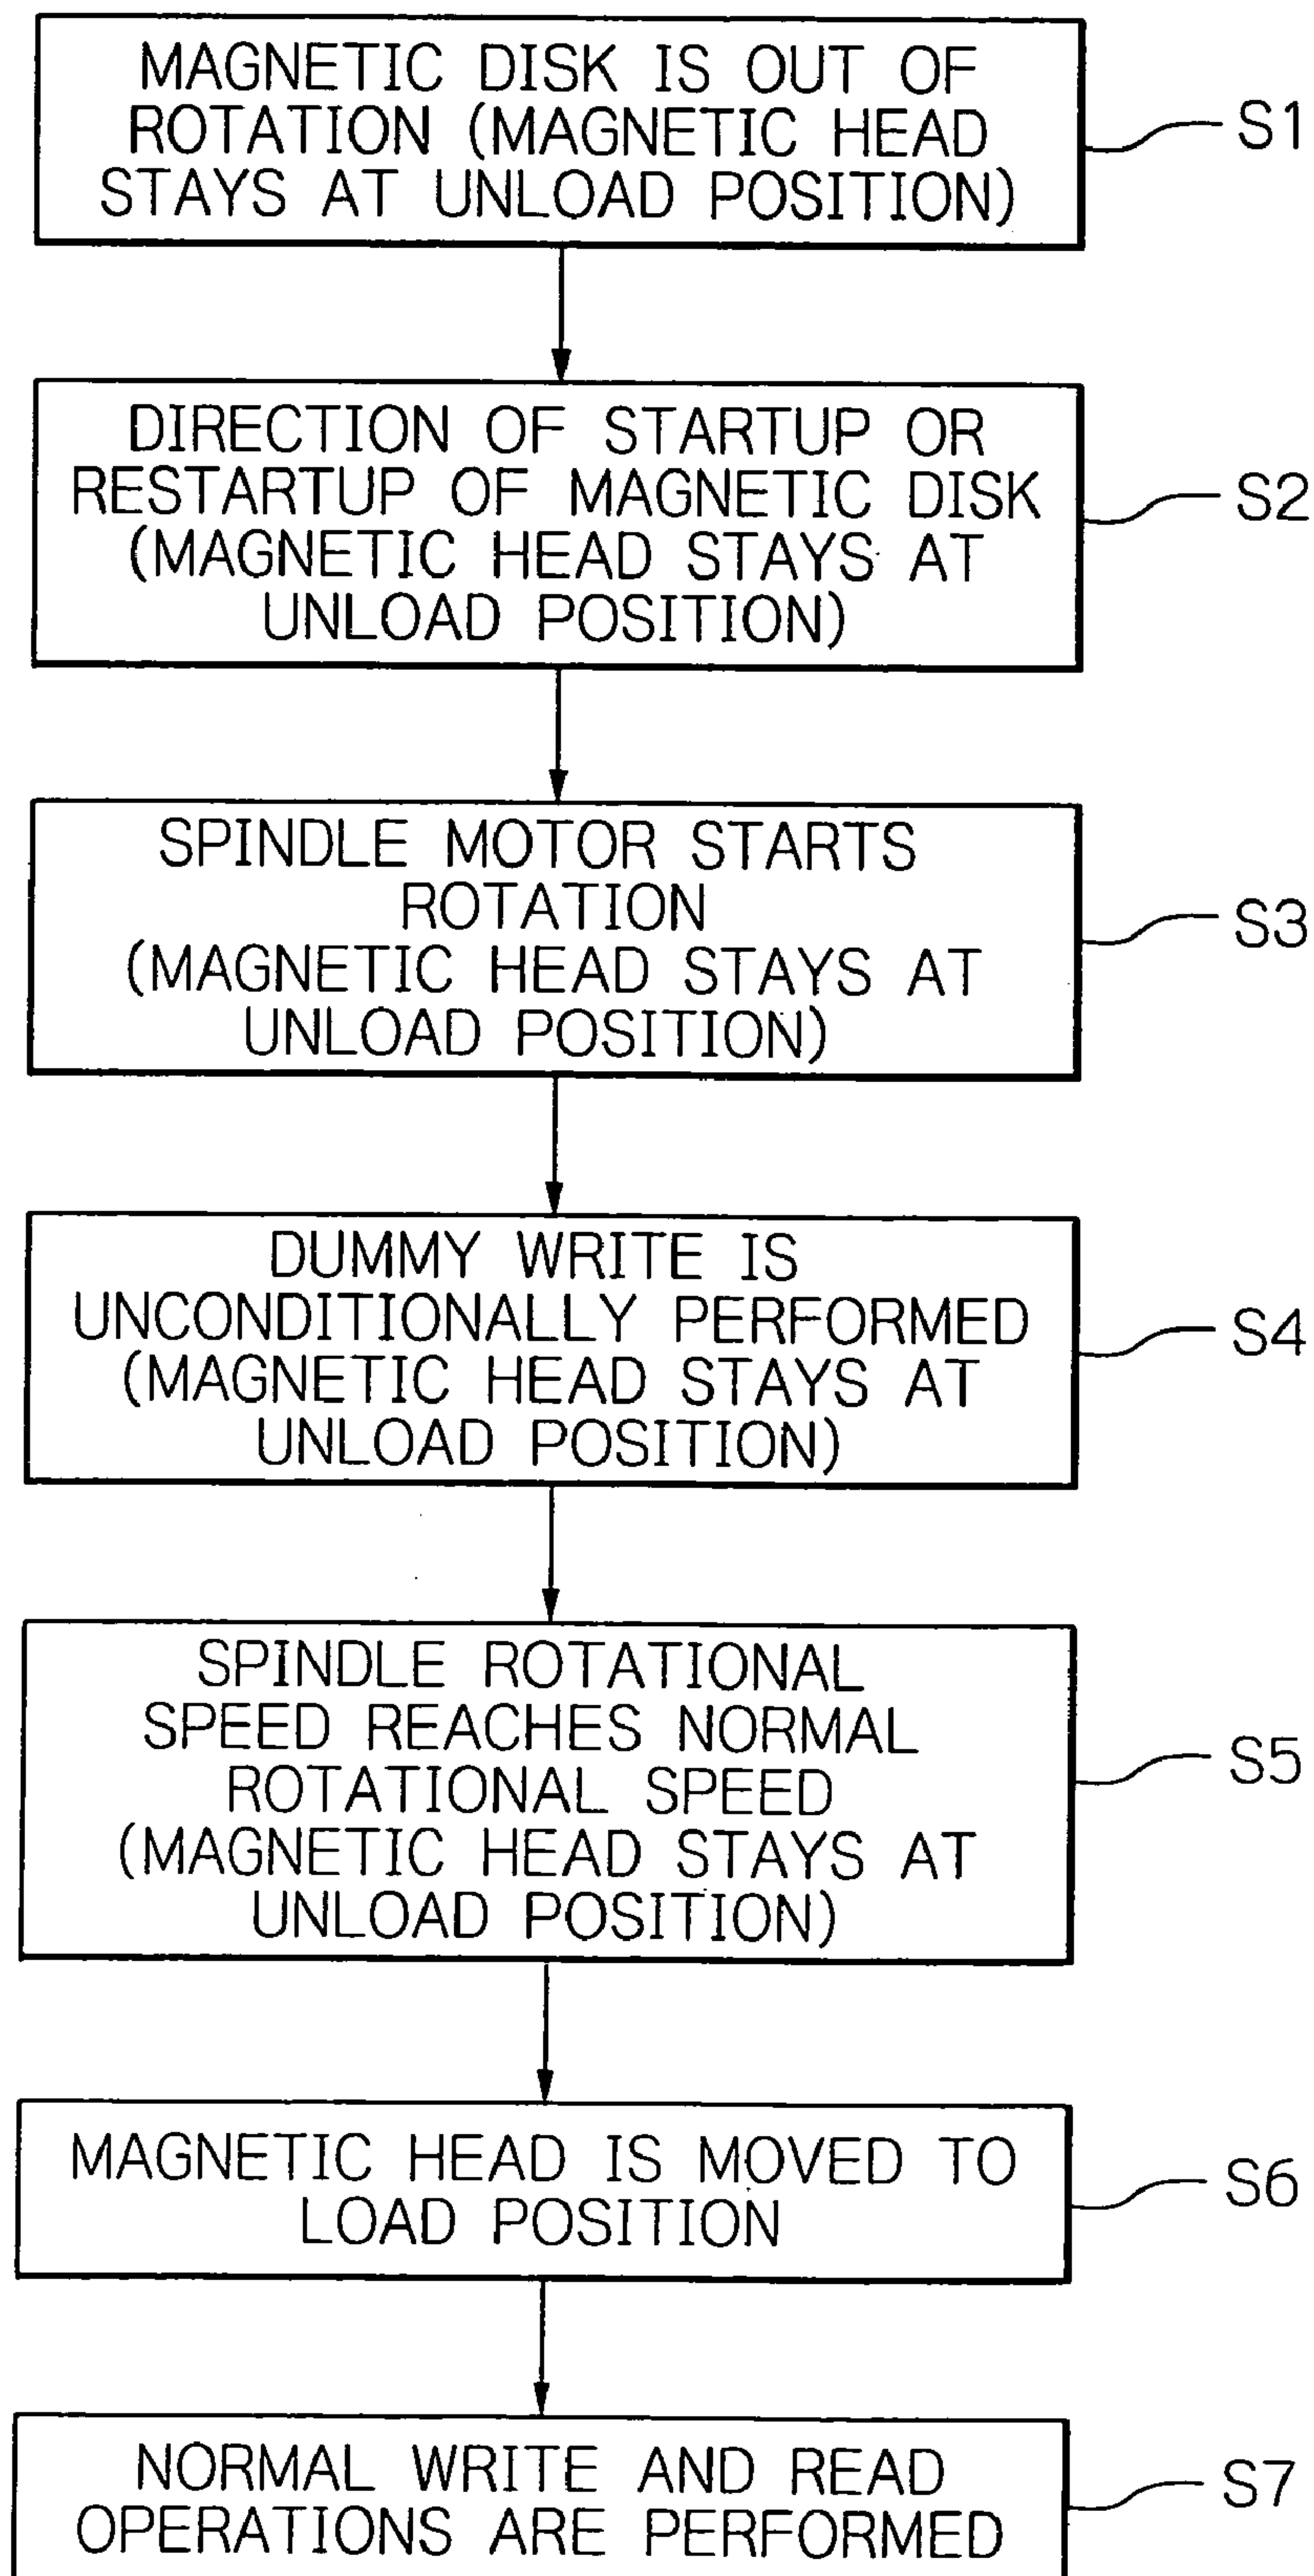 MAGNETIC DISK IS OUT OF
ROTATION (MAGNETIC HEAD
STAYS AT UNLOAD POSITION)
S1
DIRECTION OF STARTUP OR
RESTARTUP OF MAGNETIC DISK
(MAGNETIC HEAD STAYS AT
UNLOAD POSITION)
S2
SPINDLE MOTOR STARTS
ROTATION
(MAGNETIC HEAD STAYS AT
UNLOAD POSITION)
S3
DUMMY WRITE IS
UNCONDITIONALLY PERFORMED
(MAGNETIC HEAD STAYS AT
UNLOAD POSITION)
S4
SPINDLE ROTATIONAL
SPEED REACHES NORMAL
ROTATIONAL SPEED
(MAGNETIC HEAD STAYS AT
UNLOAD POSITION)
S5
MAGNETIC HEAD IS MOVED TO
LOAD POSITION
S6
NORMAL WRITE AND READ
OPERATIONS ARE PERFORMED
S7